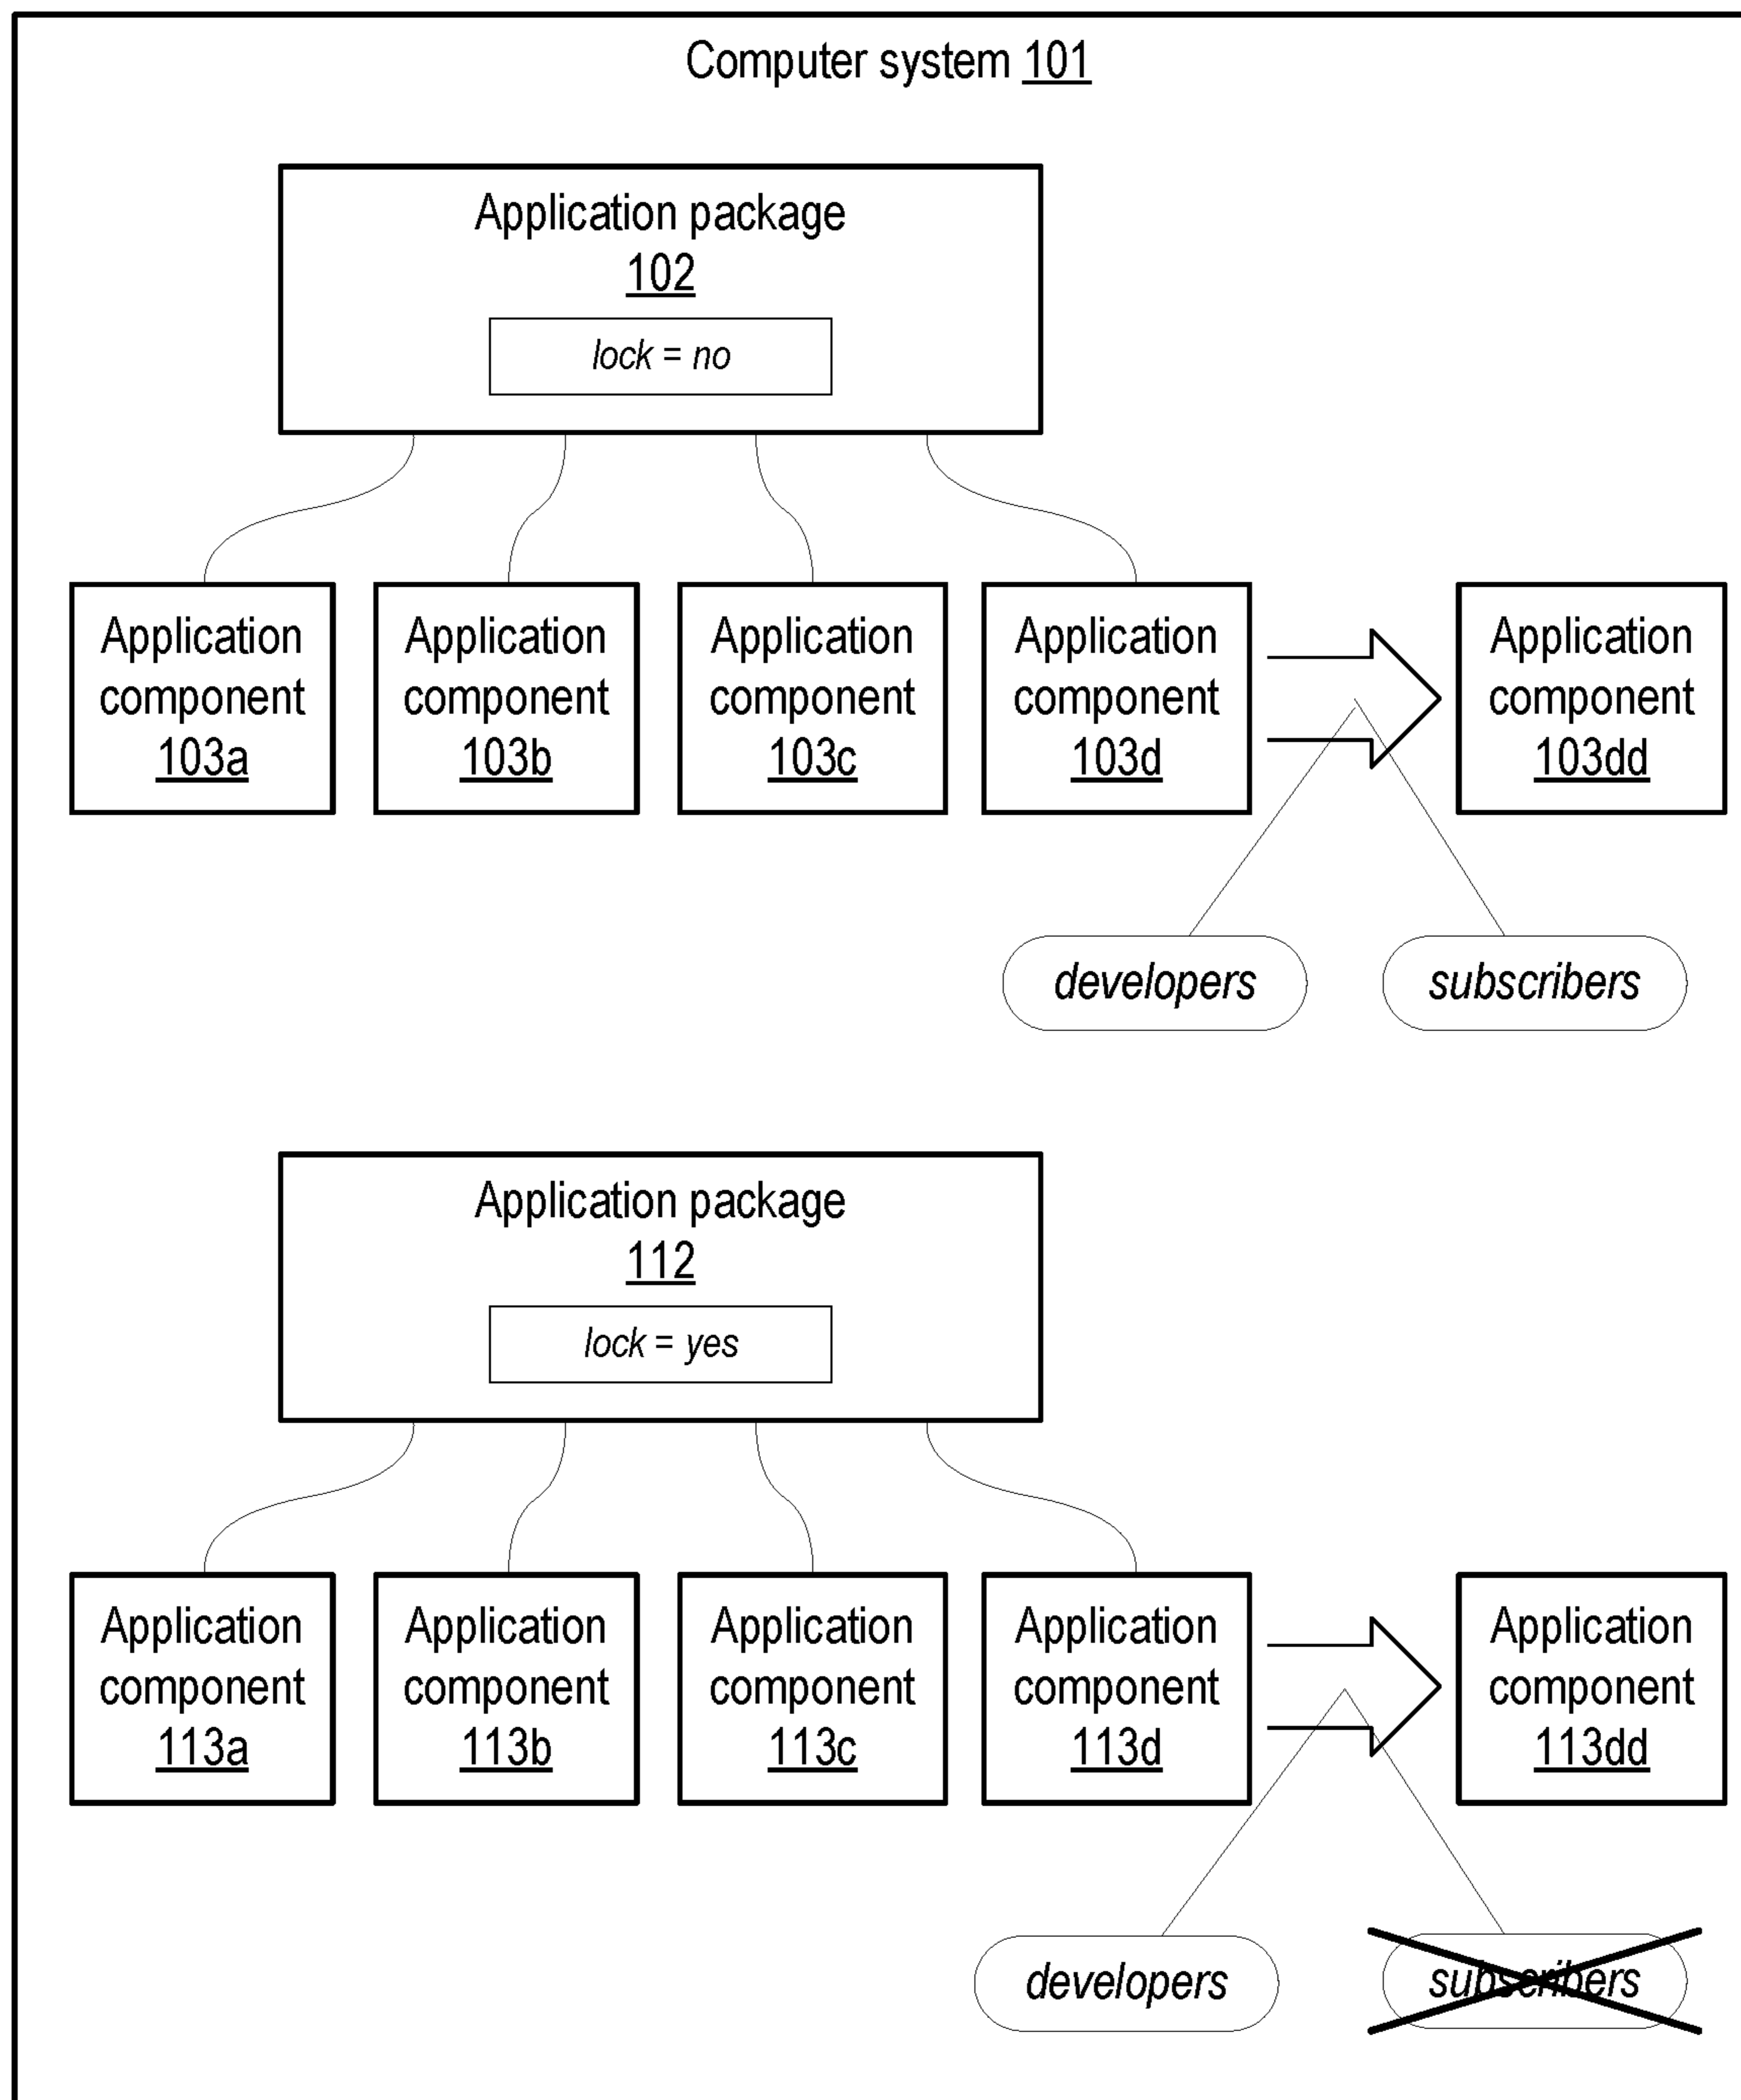 Computer system 101
Application package
102
lock = no
Application
component
103a
Application
component
103b
Application
component
103c
Application
component
103d
Application
component
103dd
developers
subscribers
Application package
112
lock = yes
Application
component
113a
Application
component
113b
Application
component
113c
Application
component
113d
Application
component
113dd
developers
subscribers